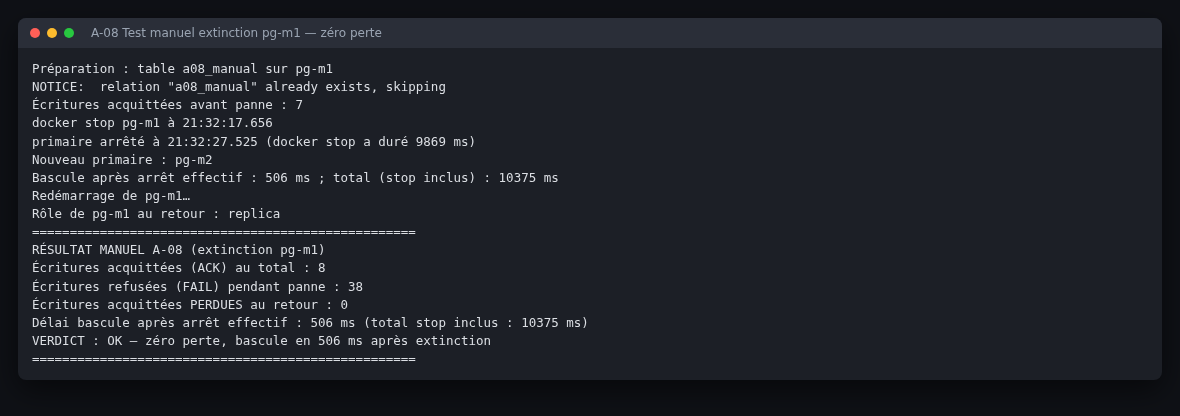 A-08 Test manuel extinction pg-m1 — zéro perte
Préparation : table a08_manual sur pg-m1
NOTICE:  relation "a08_manual" already exists, skipping
Écritures acquittées avant panne : 7
docker stop pg-m1 à 21:32:17.656
primaire arrêté à 21:32:27.525 (docker stop a duré 9869 ms)
Nouveau primaire : pg-m2
Bascule après arrêt effectif : 506 ms ; total (stop inclus) : 10375 ms
Redémarrage de pg-m1…
Rôle de pg-m1 au retour : replica
===================================================
RÉSULTAT MANUEL A-08 (extinction pg-m1)
Écritures acquittées (ACK) au total : 8
Écritures refusées (FAIL) pendant panne : 38
Écritures acquittées PERDUES au retour : 0
Délai bascule après arrêt effectif : 506 ms (total stop inclus : 10375 ms)
VERDICT : OK — zéro perte, bascule en 506 ms après extinction
===================================================